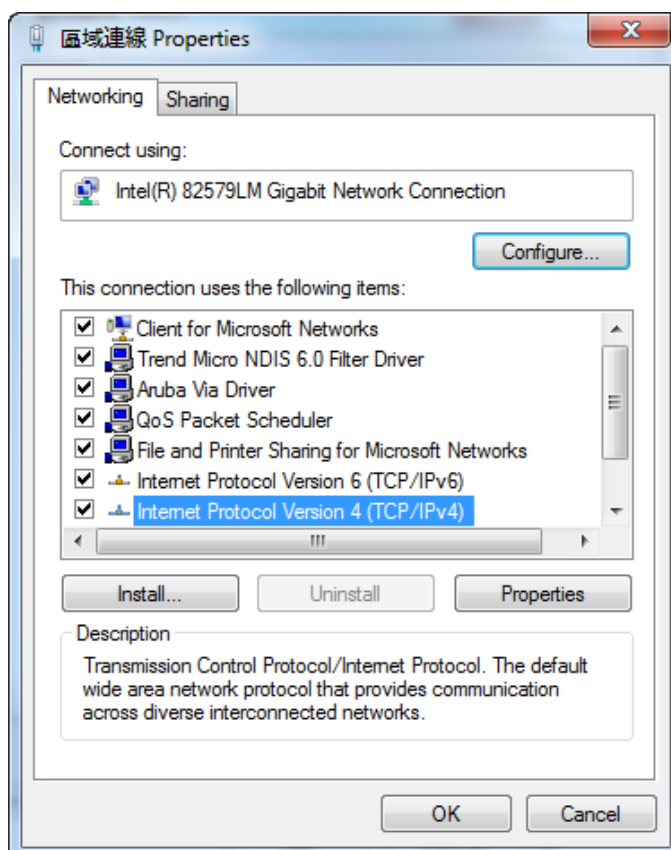 區域連線 Properties
Networking
Sharing
Connect using:
Intel(R) 82579LM Gigabit Network Connection
Configure...
This connection uses the following items:
Client for Microsoft Networks
Trend Micro NDIS 6.0 Filter Driver
Aruba Via Driver
QoS Packet Scheduler
File and Printer Sharing for Microsoft Networks
Internet Protocol Version 6 (TCP/IPv6)
Internet Protocol Version 4 (TCP/IPv4)
Install...
Uninstall
Properties
Description
Transmission Control Protocol/Internet Protocol. The default
wide area network protocol that provides communication
across diverse interconnected networks.
OK
Cancel